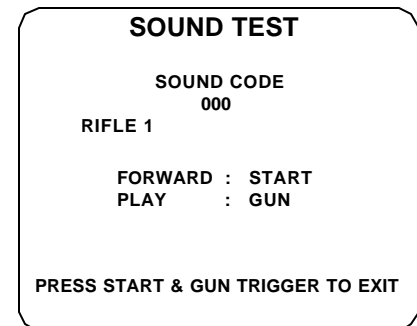 SOUND TEST
SOUND CODE
000
RIFLE 1
FORWARD : START
PLAY : GUN
PRESS START & GUN TRIGGER TO EXIT